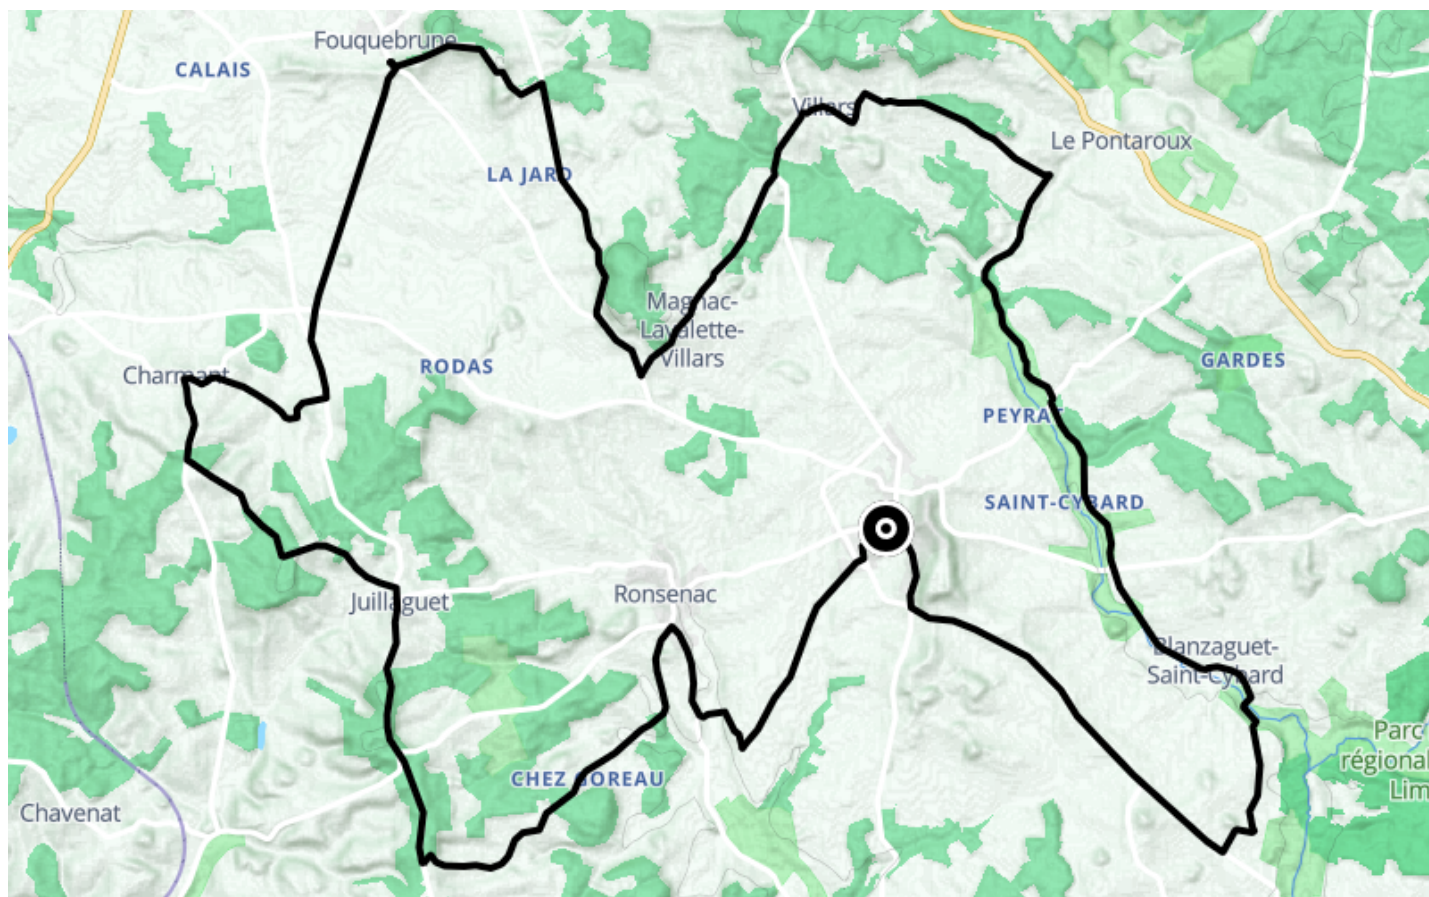 Fouquebrune
CALAIS
Villars
Le Pontaroux
LA JARD
Magnac-
Lavalette-
Villars
Charmant
RODAS
GARDES
PEYRAT
SAINT-CYBARD
Juillaguet
Ronsenac
Blanzaguet-
Saint-Cybard
Parc
régional
Lim
CHEZ GOREAU
Chavenat